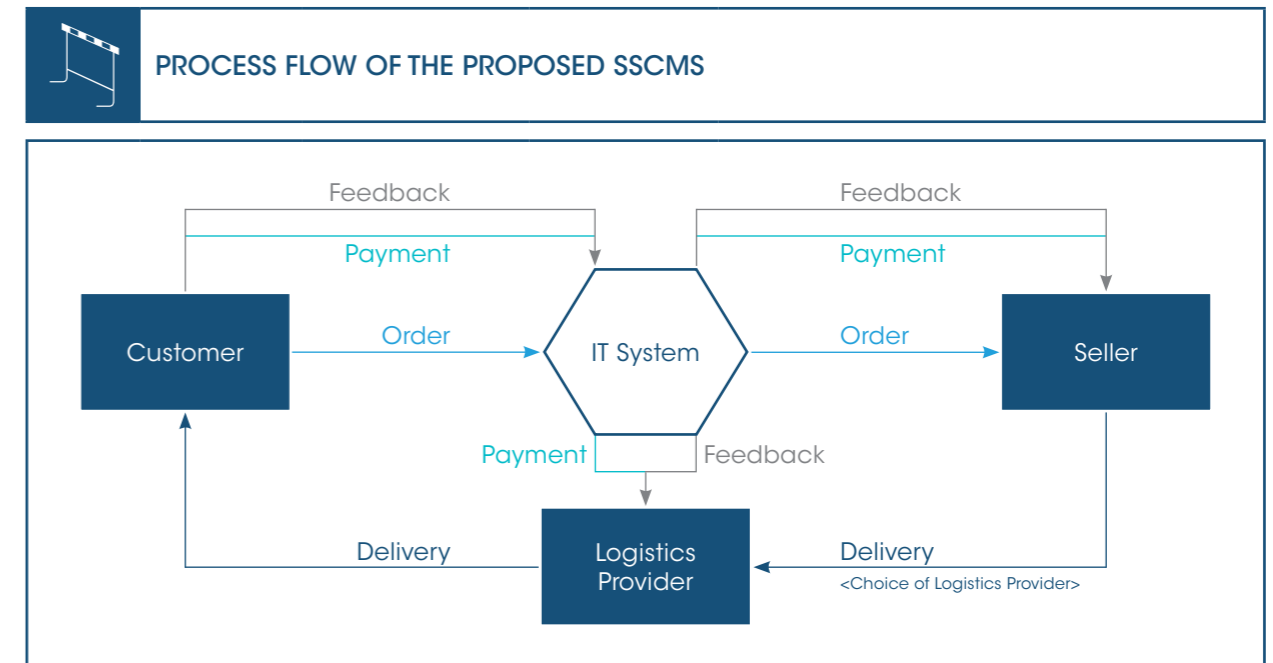 PROCESS FLOW OF THE PROPOSED SSCMS
Feedback
Feedback
Payment
Payment
Order
Order
Customer
IT System
Seller
Payment
Feedback
Delivery
Logistics
Provider
Delivery
<Choice of Logistics Provider>